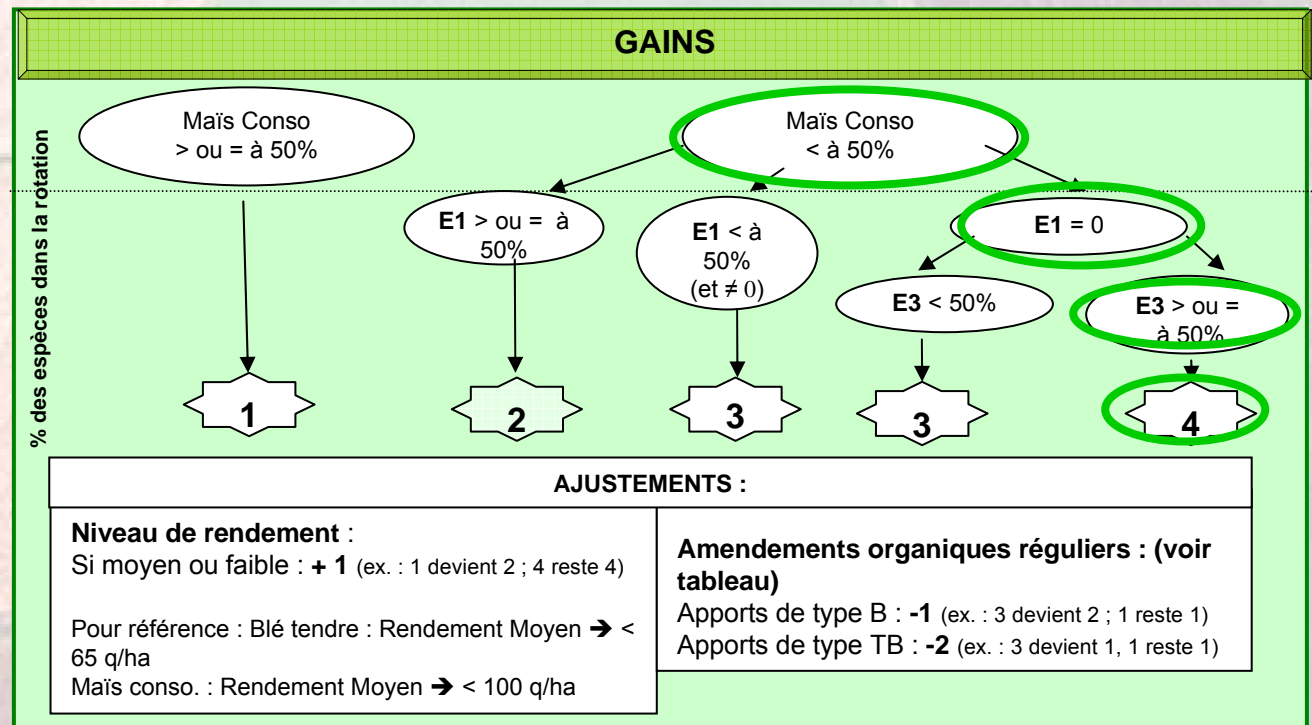 GAINS
% des espèces dans la rotation
Maïs Conso
> ou = à 50%
Maïs Conso
< à 50%
E1 > ou = à
50%
E1 < à
50%
(et ≠ 0)
E1 = 0
E3 < 50%
E3 > ou =
à 50%
1
2
3
3
4
AJUSTEMENTS :
Niveau de rendement :
Si moyen ou faible : + 1 (ex. : 1 devient 2 ; 4 reste 4)
Pour référence : Blé tendre : Rendement Moyen ➔ <
65 q/ha
Maïs conso. : Rendement Moyen ➔ < 100 q/ha
Amendements organiques réguliers : (voir
tableau)
Apports de type B : -1 (ex. : 3 devient 2 ; 1 reste 1)
Apports de type TB : -2 (ex. : 3 devient 1, 1 reste 1)